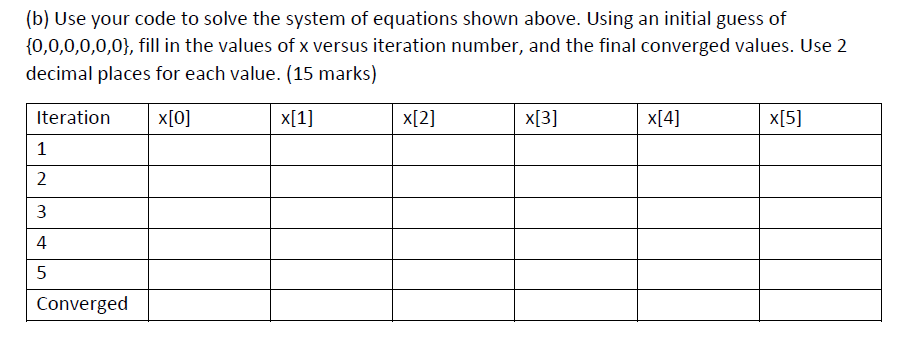 (b) Use your code to solve the system of equations shown above. Using an initial guess of
{0,0,0,0,0,0}, fill in the values of x versus iteration number, and the final converged values. Use 2
decimal places for each value. (15 marks)
Iteration x[0] x[1] x[2] x[3] x[4] x[5]
1
2
3
4
5
Converged